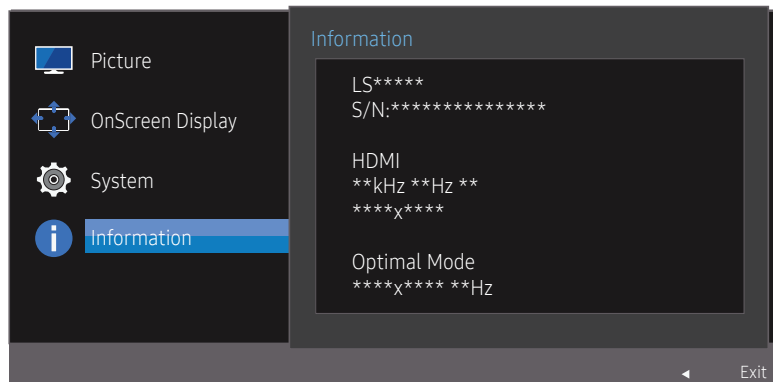 Picture
OnScreen Display
System
Information
Information
LS*****
S/N:***************
HDMI
**kHz **Hz **
****x****
Optimal Mode
****x**** **Hz
Exit